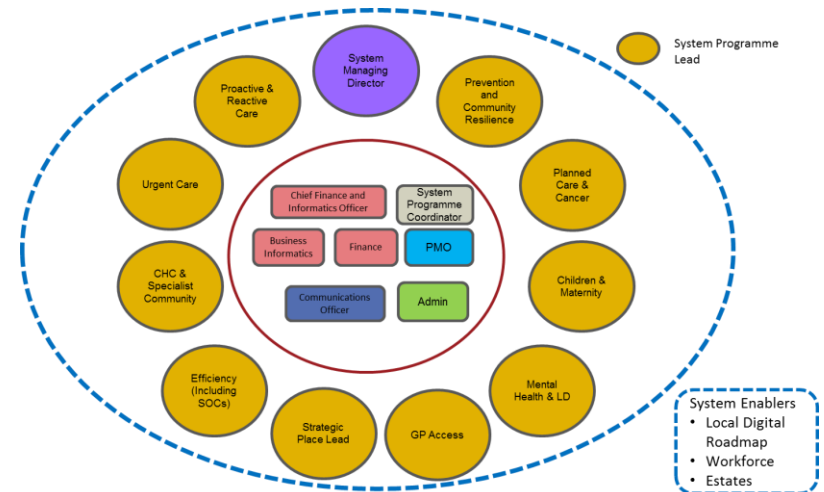 System
Managing
Director
System Programme
Lead
Proactive &
Reactive
Care
Prevention
and
Community
Resilience
Urgent Care
Planned
Care &
Cancer
Chief Finance and
Informatics Officer
System
Programme
Coordinator
Business
Informatics
Finance
PMO
CHC &
Specialist
Community
Children &
Maternity
Communications
Officer
Admin
Efficiency
(Including
SOCs)
Mental
Health & LD
Strategic
Place Lead
GP Access
System Enablers
• Local Digital
Roadmap
• Workforce
• Estates